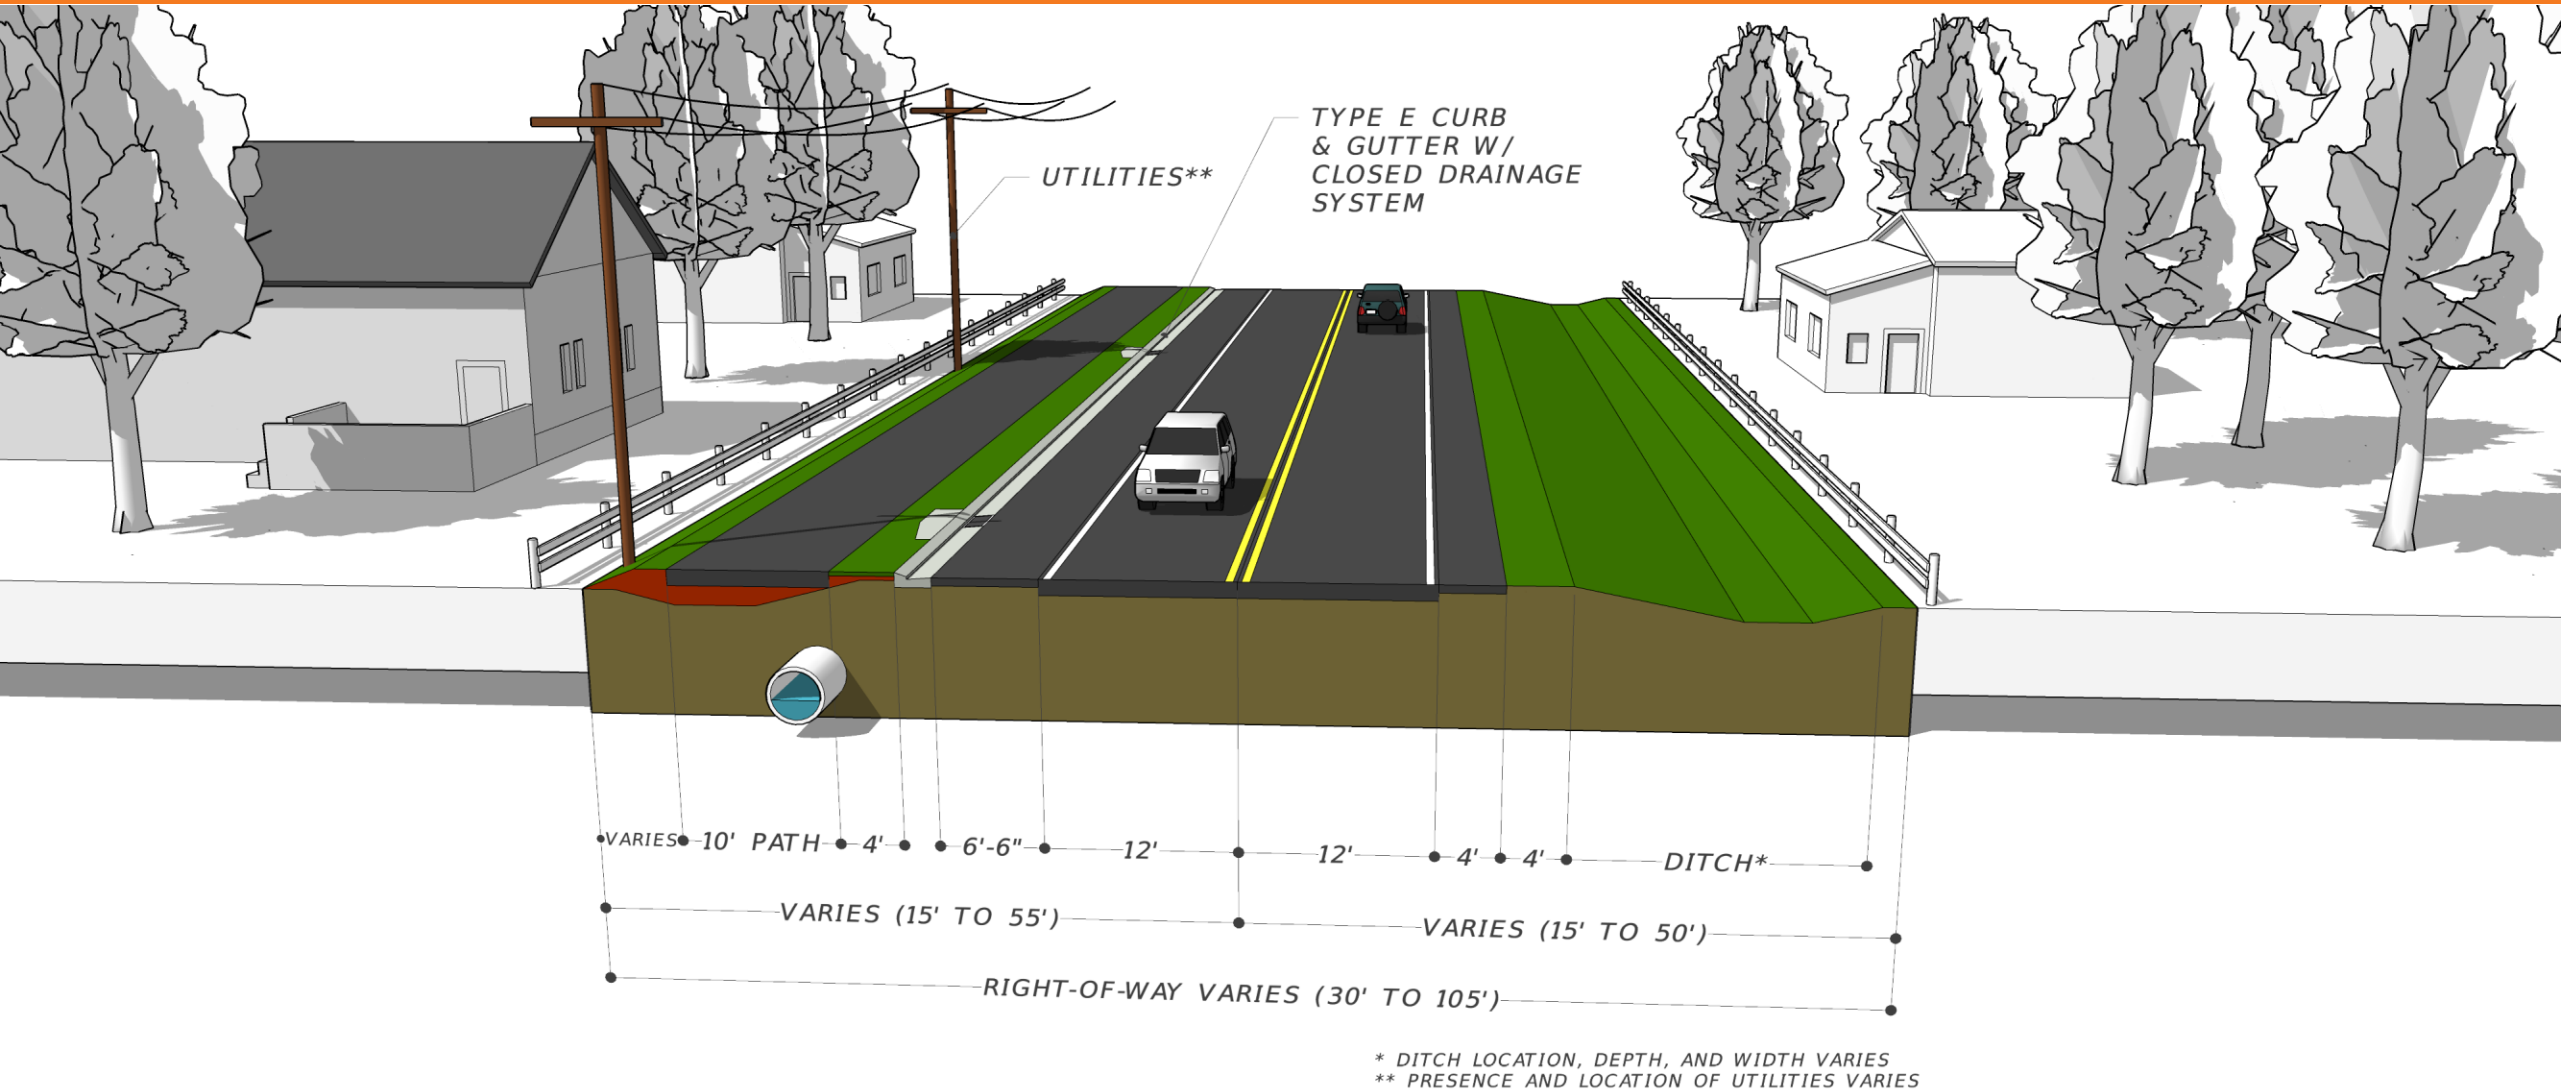 TYPE E CURB
& GUTTER W/
CLOSED DRAINAGE
SYSTEM
UTILITIES**
VARIES 10' PATH 4' 6'-6" 12' 12' 4' 4' DITCH*
VARIES (15' TO 55') VARIES (15' TO 50')
RIGHT-OF-WAY VARIES (30' TO 105')
* DITCH LOCATION, DEPTH, AND WIDTH VARIES
** PRESENCE AND LOCATION OF UTILITIES VARIES